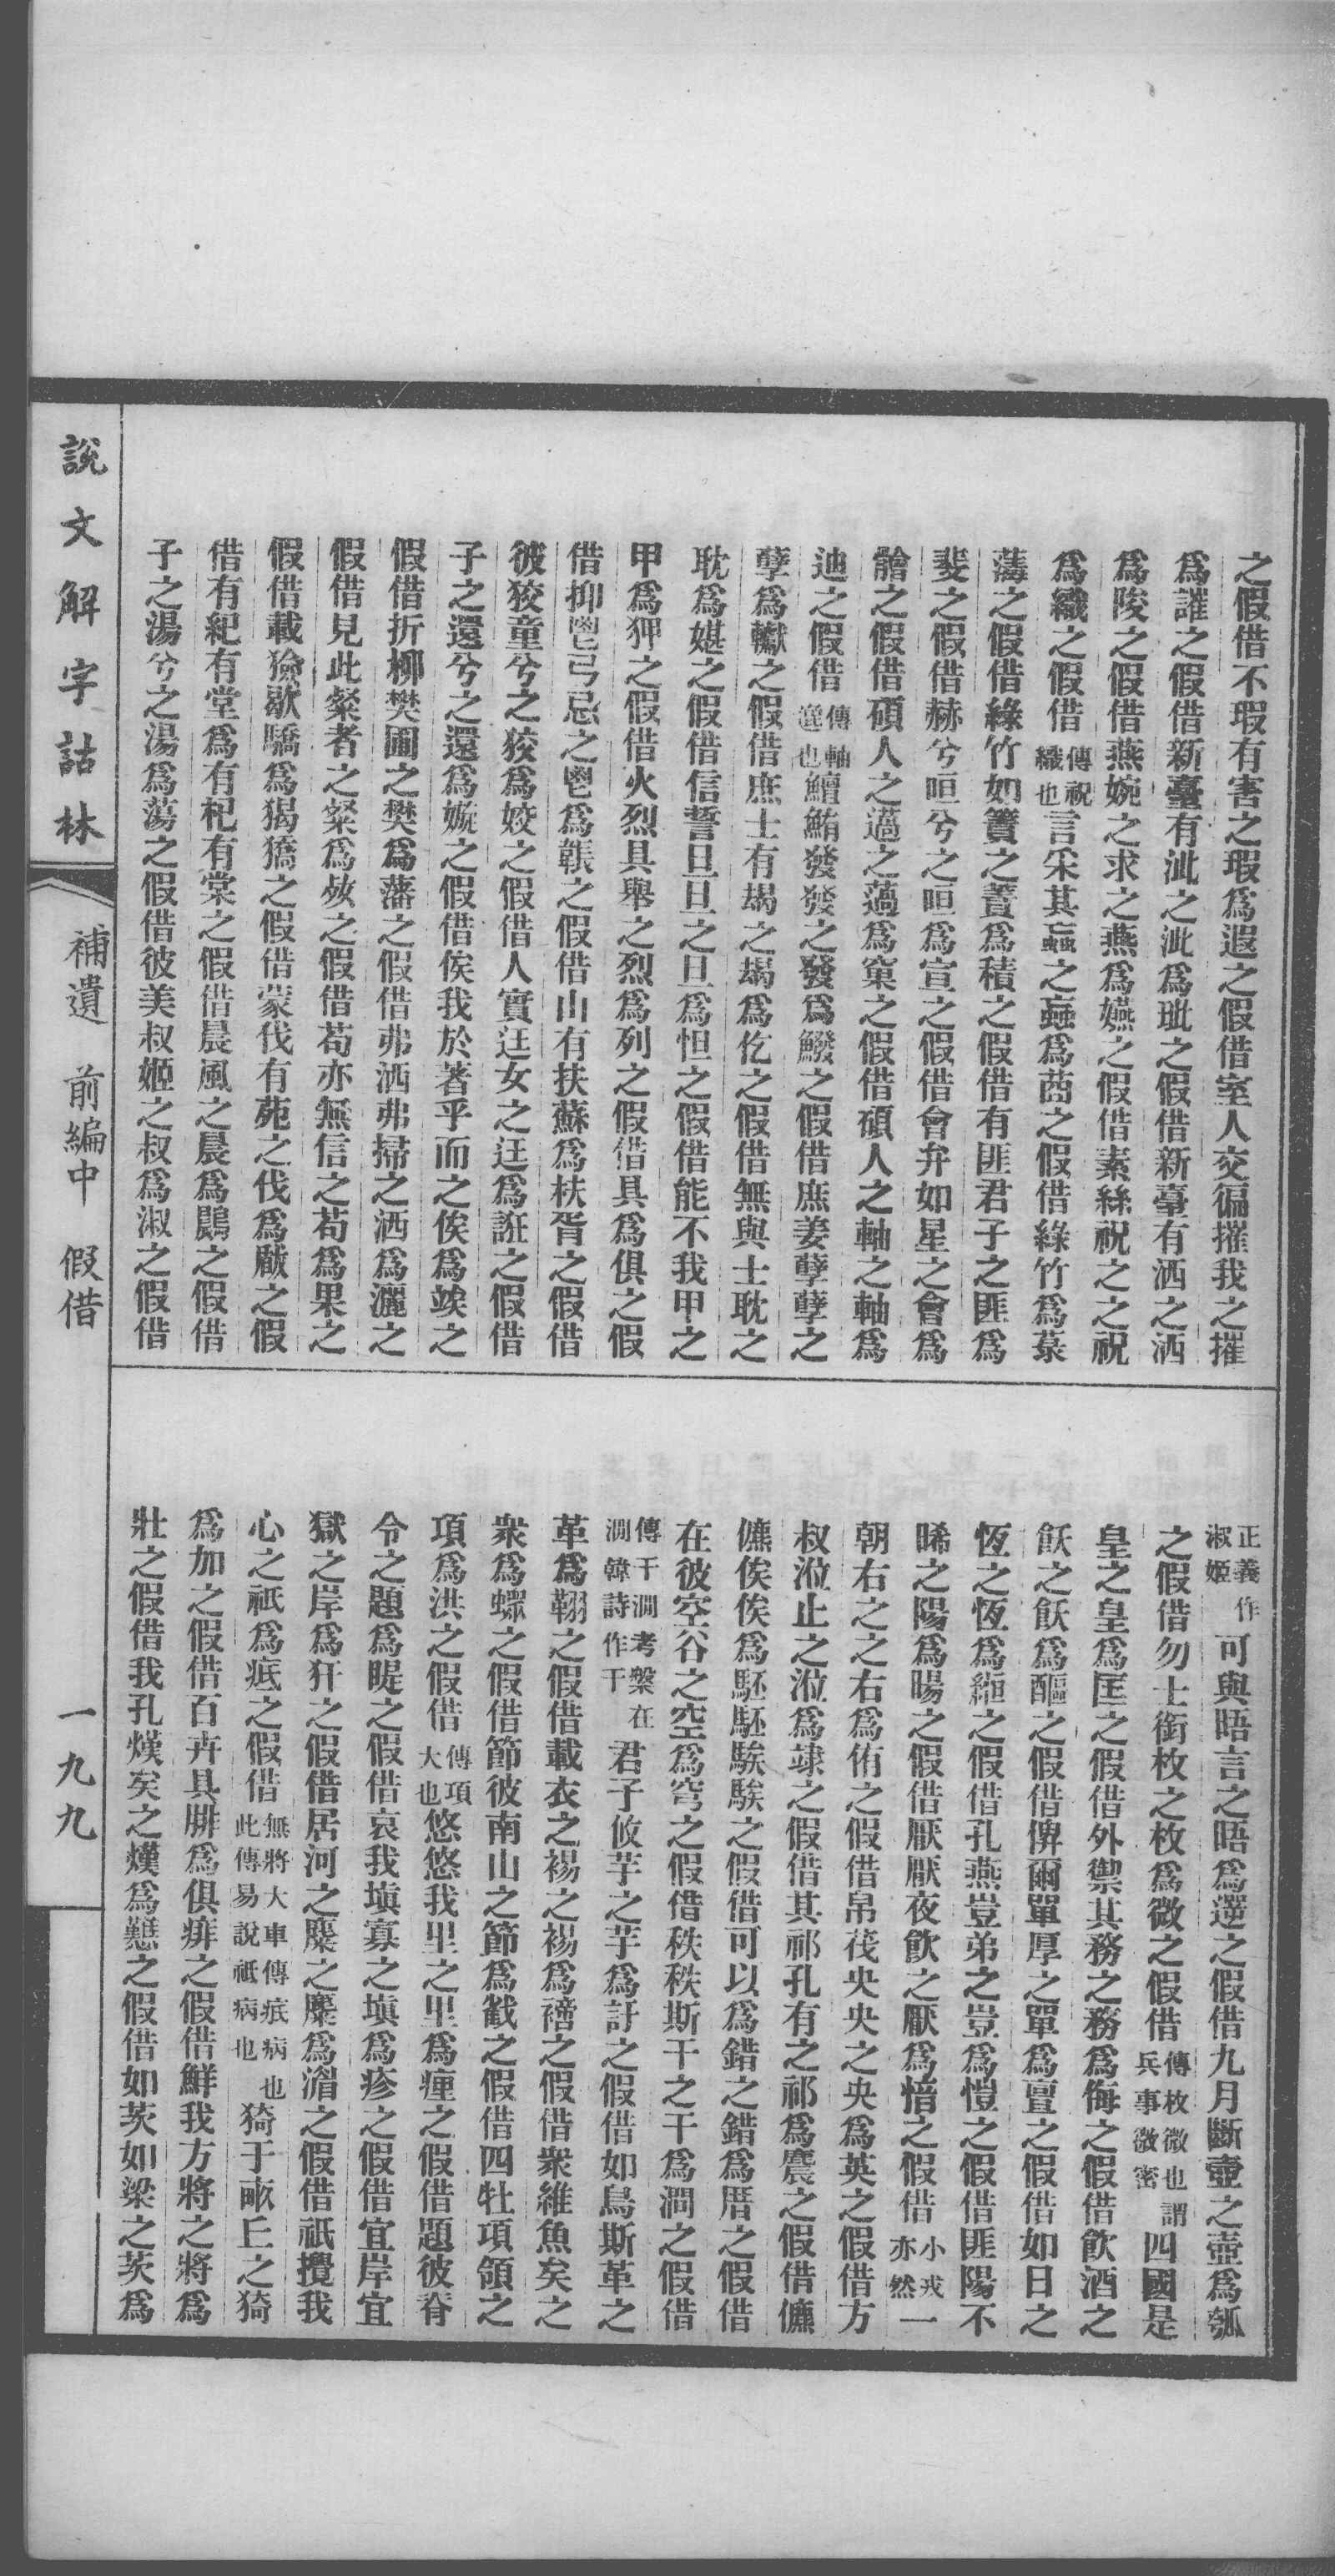 之假借不瑕有害之瑕爲遐之假借室人交徧摧我之摧
爲讙之假借新臺有泚之泚爲玼之假借新臺有洒之洒
爲陖之假借燕婉之求之燕爲嬿之假借素絲祝之之祝
爲織之假借傳祝織也言采其蝱之蝱爲莔之假借綠竹爲菉
薄之假借綠竹如簀之簀爲積之假借有匪君子之匪爲
斐之假借赫兮咺兮之咺爲宣之假借會弁如星之會爲
膾之假借碩人之薖之薖爲窠之假借碩人之軸之軸爲
迪之假借傳軸進也鱣鮪發發之發爲鱍之假借庶姜孽孽之
孽爲钀之假借庶士有朅之朅爲仡之假借無與士耽之
耽爲媅之假借信誓旦旦之旦爲怛之假借能不我甲之
甲爲狎之假借火烈具舉之烈爲列之假借具爲俱之假
借抑鬯弓忌之鬯爲韔之假借山有扶蘇爲枎胥之假借
彼狡童兮之狡爲姣之假借人實迋女之迋爲誑之假借
子之還兮之還爲嫙之假借俟我於著乎而之俟爲竢之
假借折柳樊圃之樊爲藩之假借弗洒弗掃之洒爲灑之
假借見此粲者之粲爲㛑之假借苟亦無信之苟爲果之
假借載獫歇驕爲猲獢之假借蒙伐有苑之伐爲瞂之假
借有紀有堂爲有杞有棠之假借晨風之晨爲鷐之假借
子之湯兮之湯爲蕩之假借彼美叔姬之叔爲淑之假借
正義作淑姬可與晤言之晤爲遻之假借九月斷壺之壺爲瓠
之假借勿士銜枚之枚爲微之假借傳枚微也謂兵事微密四國是
皇之皇爲匡之假借外禦其務之務爲侮之假借飲酒之
飫之飫爲醧之假借俾爾單厚之單爲亶之假借如日之
恆之恆爲緪之假借孔燕豈弟之豈爲愷之假借匪陽不
晞之陽爲暘之假借厭厭夜飲之厭爲愔之假借小戎亦然一
朝右之之右爲侑之假借帛茷央央之央爲英之假借方
叔涖止之涖爲𥩓之假借其祁孔有之祁爲麎之假借儦
儦俟俟爲駓駓騃騃之假借可以爲錯之錯爲厝之假借
在彼空谷之空爲穹之假借秩秩斯干之干爲澗之假借
傳干澗考槃在澗韓詩作干君子攸芋之芋爲訏之假借如鳥斯革之
革爲翱之假借載衣之裼之裼爲禘之假借衆維魚矣之
衆爲螽之假借節彼南山之節爲巀之假借四牡項領之
項爲洪之假借傳項大也悠悠我里之里爲㾖之假借題彼脊
令之題爲睼之假借哀我塡寡之塡爲疹之假借宜岸宜
獄之岸爲犴之假借居河之麋之麋爲湄之假借祇攪我
心之祇爲疧之假借無將大車傳疧病也此傳易說祇病也猗于畝丘之猗
爲加之假借百卉具腓爲俱痱之假借鮮我方將之將爲
壯之假借我孔熯矣之熯爲戁之假借如茨如梁之茨爲
說文解字詁林
補遺 前編中 假借
一九九